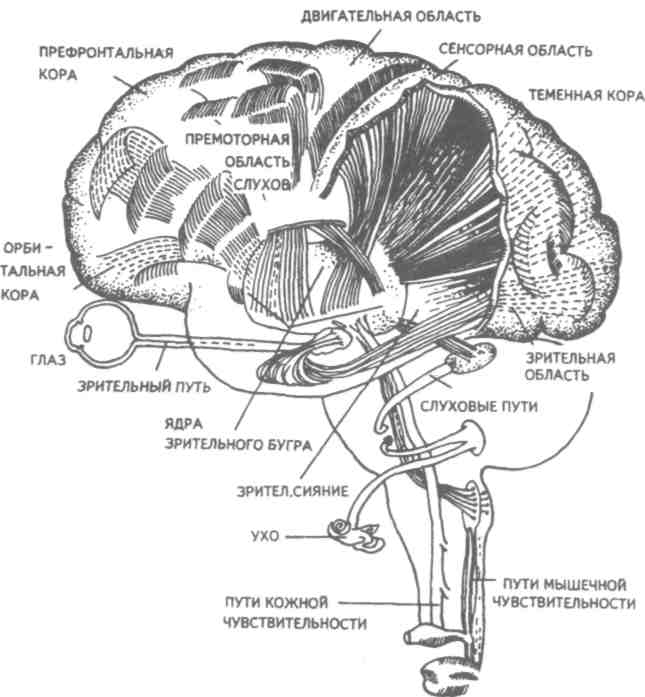 ДВИГАТЕЛЬНАЯ ОБЛАСТЬ
ПРЕФРОНТАЛЬНАЯ
КОРА
СЕНСОРНАЯ ОБЛАСТЬ
ТЕМЕННАЯ КОРА
ПРЕМОТОРНАЯ
ОБЛАСТЬ
СЛУХОВ
ОРБИ –
ТАЛЬНАЯ
КОРА
ГЛАЗ
ЗРИТЕЛЬНЫЙ ПУТЬ
ЗРИТЕЛЬНАЯ
ОБЛАСТЬ
СЛУХОВЫЕ ПУТИ
ЯДРА
ЗРИТЕЛЬНОГО БУГРА
ЗРИТЕЛ.СИЯНИЕ
УХО
ПУТИ МЫШЕЧНОЙ
ЧУВСТВИТЕЛЬНОСТИ
ПУТИ КОЖНОЙ
ЧУВСТВИТЕЛЬНОСТИ